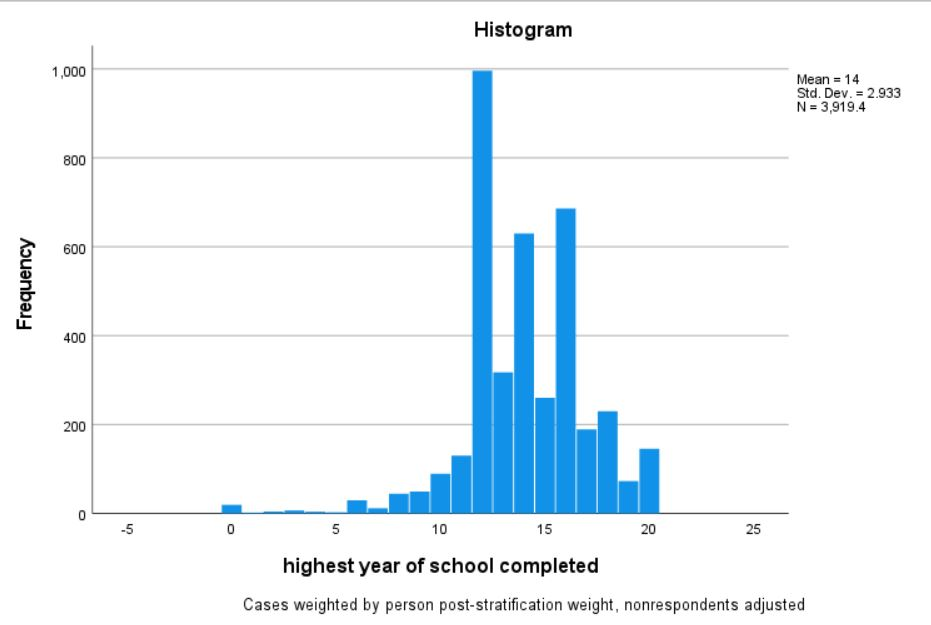 Histogram
Mean = 14
Std. Dev. = 2.933
N = 3,919.4
1,000
800
600
400
200
0
Frequency
-5 0 5 10 15 20 25
highest year of school completed
Cases weighted by person post-stratification weight, nonrespondents adjusted